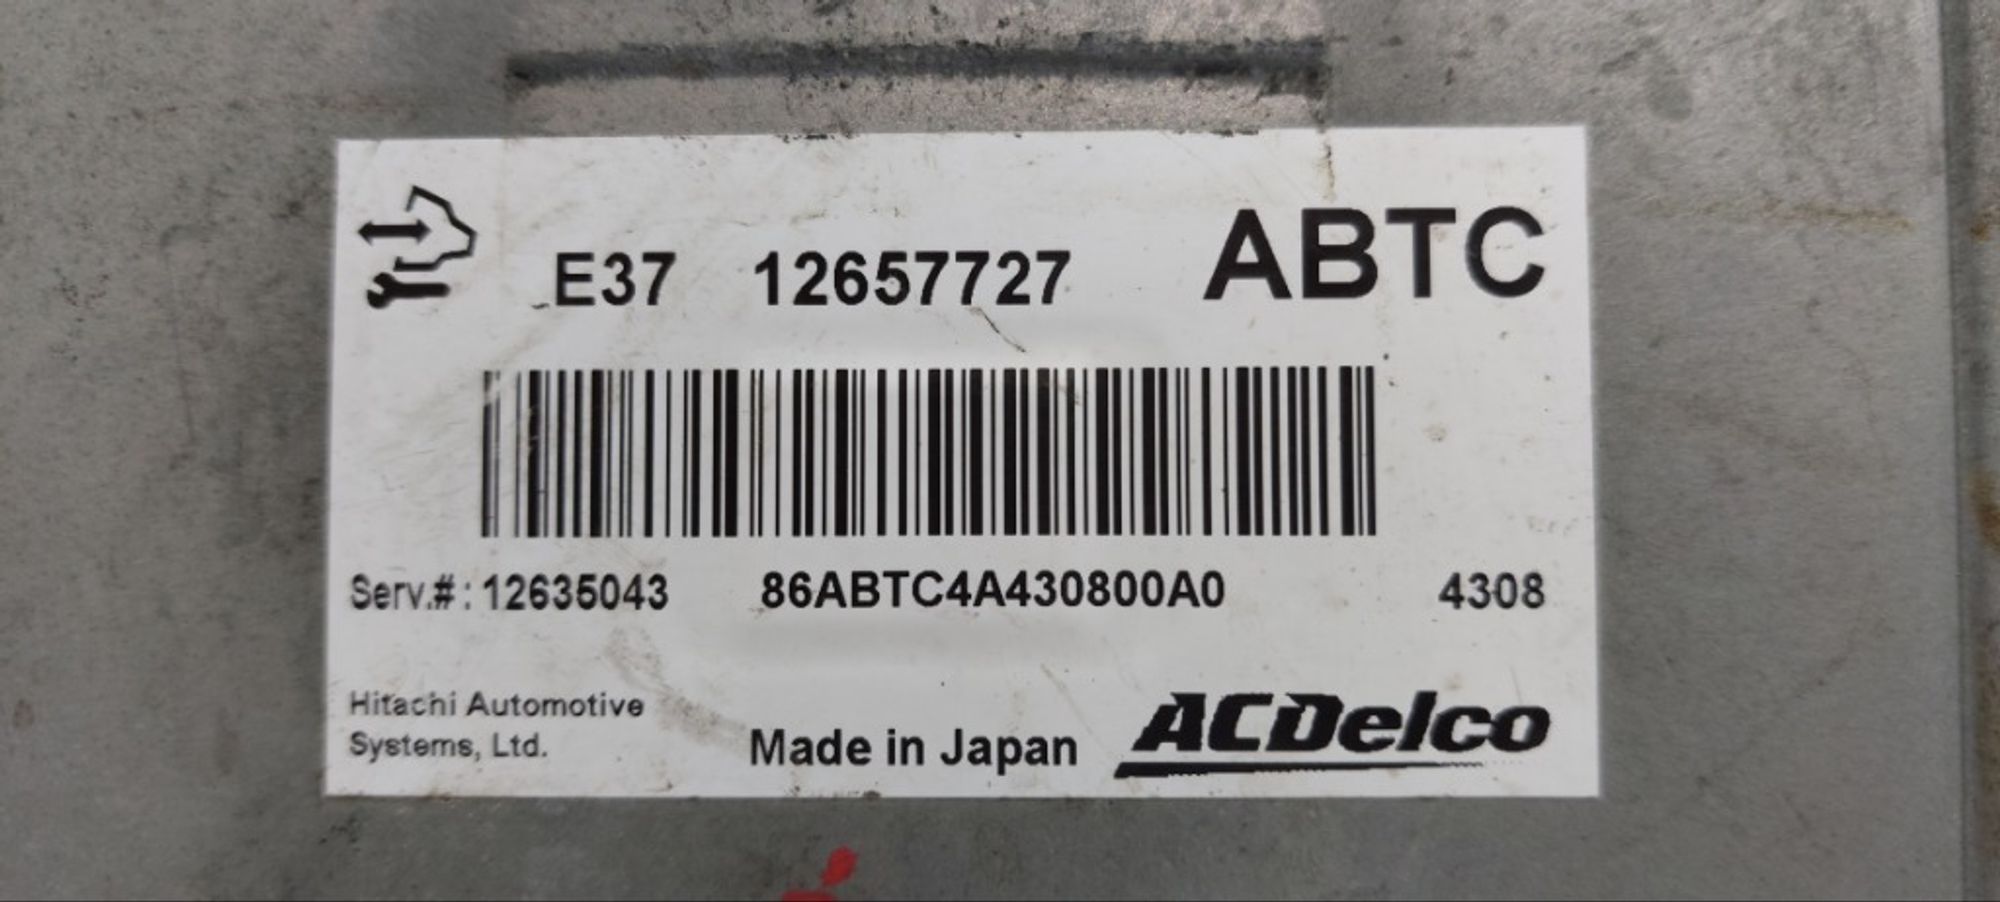 E37 12657727 ABTC
Serv.#: 12635043 86ABTC4A430800A0 4308
Hitachi Automotive
Systems, Ltd.
Made in Japan ACDelco